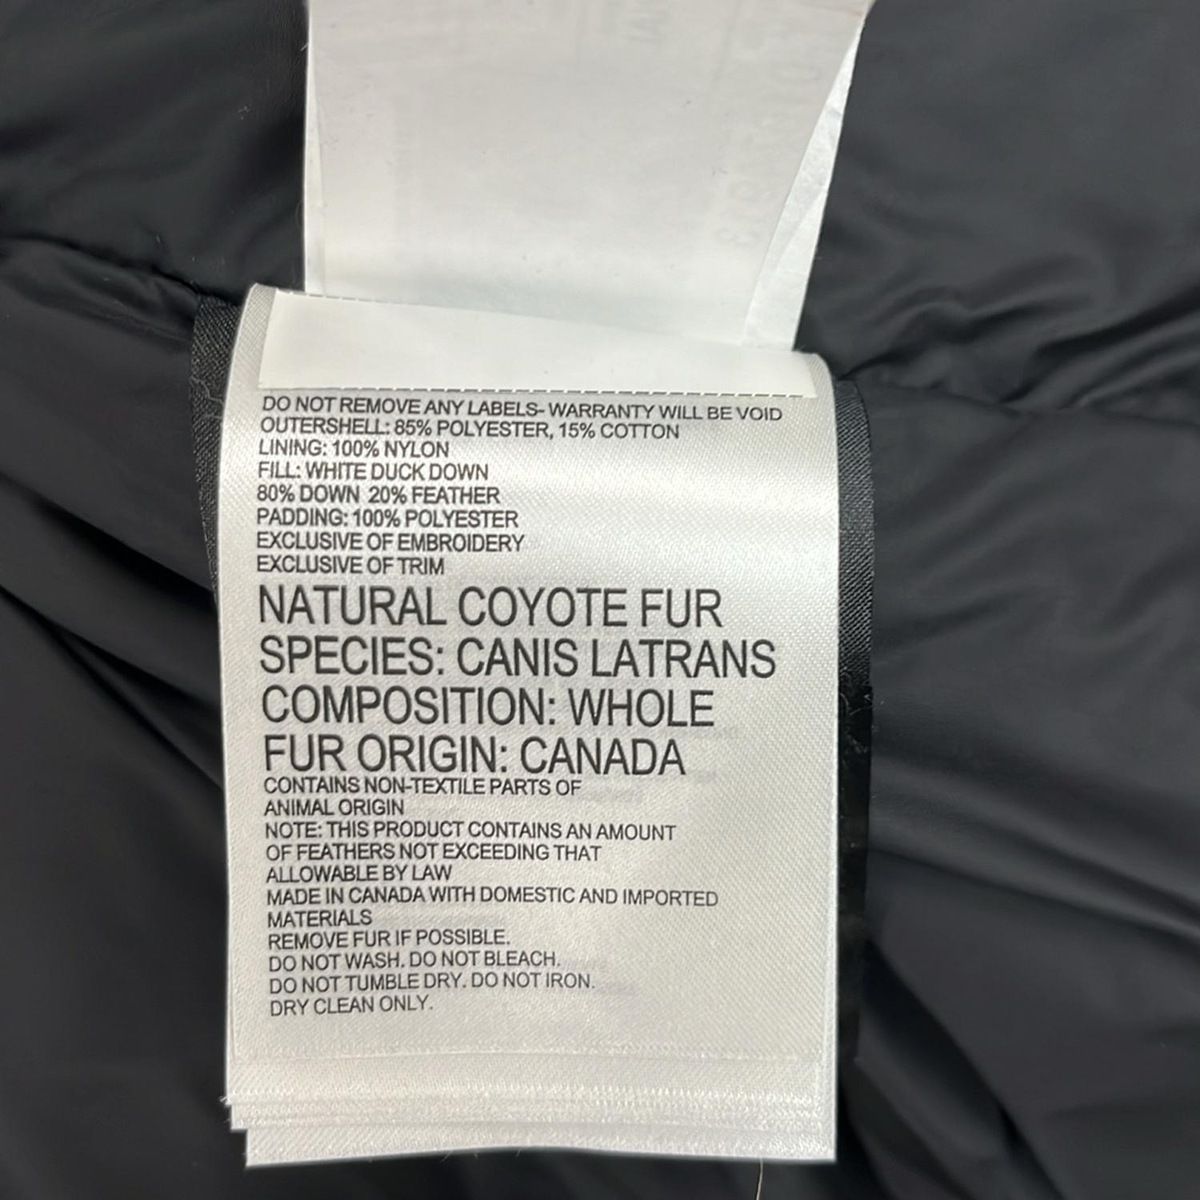 DO NOT REMOVE ANY LABELS- WARRANTY WILL BE VOID
OUTERSHELL: 85% POLYESTER, 15% COTTON
LINING: 100% NYLON
FILL: WHITE DUCK DOWN
80% DOWN 20% FEATHER
PADDING: 100% POLYESTER
EXCLUSIVE OF EMBROIDERY
EXCLUSIVE OF TRIM
NATURAL COYOTE FUR
SPECIES: CANIS LATRANS
COMPOSITION: WHOLE
FUR ORIGIN: CANADA
CONTAINS NON-TEXTILE PARTS OF
ANIMAL ORIGIN
NOTE: THIS PRODUCT CONTAINS AN AMOUNT
OF FEATHERS NOT EXCEEDING THAT
ALLOWABLE BY LAW
MADE IN CANADA WITH DOMESTIC AND IMPORTED
MATERIALS
REMOVE FUR IF POSSIBLE.
DO NOT WASH. DO NOT BLEACH.
DO NOT TUMBLE DRY. DO NOT IRON.
DRY CLEAN ONLY.